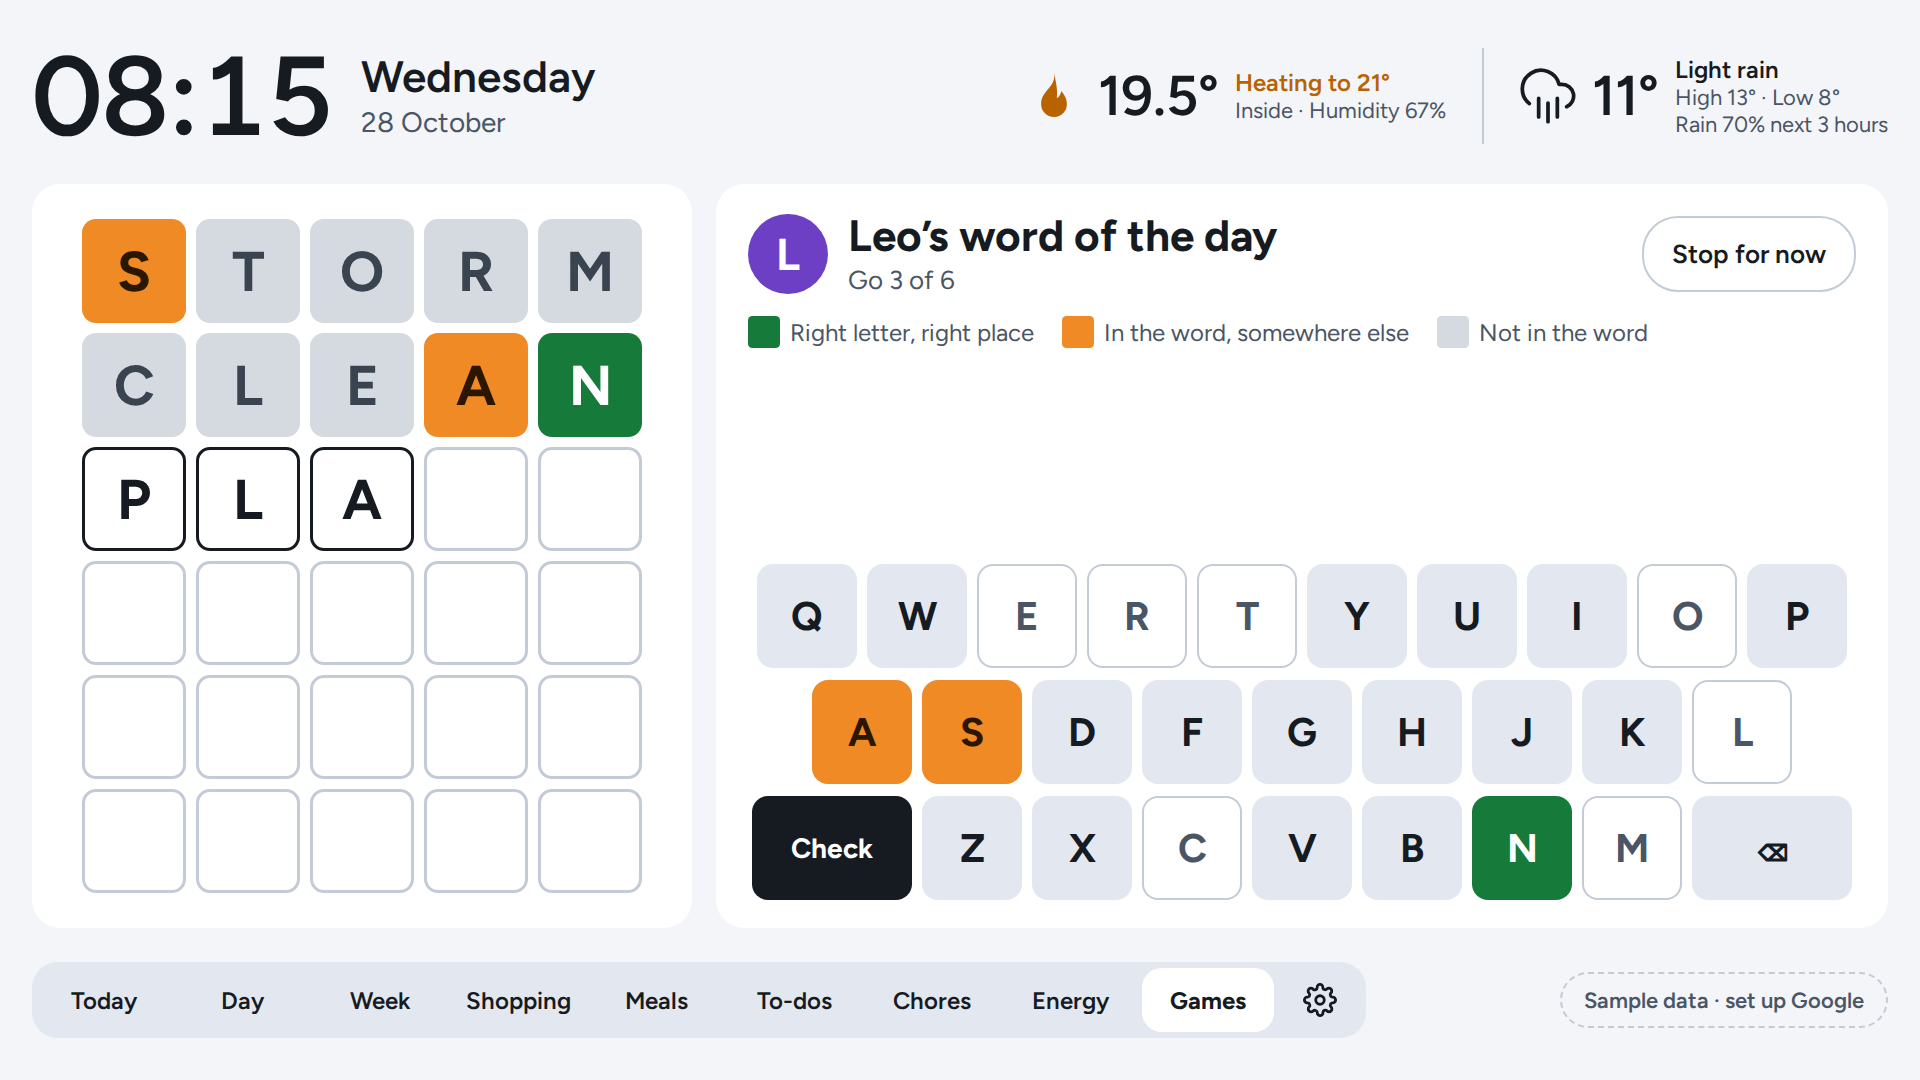 08:15
Wednesday
28 October
19.5°
Heating to 21°
Inside · Humidity 67%
11°
Light rain
High 13° · Low 8°
Rain 70% next 3 hours
S T O R M
C L E A N
P L A
L
Leo’s word of the day
Go 3 of 6
Stop for now
Right letter, right place
In the word, somewhere else
Not in the word
Q W E R T Y U I O P
A S D F G H J K L
Check Z X C V B N M ⌫
Today Day Week Shopping Meals To-dos Chores Energy Games
Sample data · set up Google